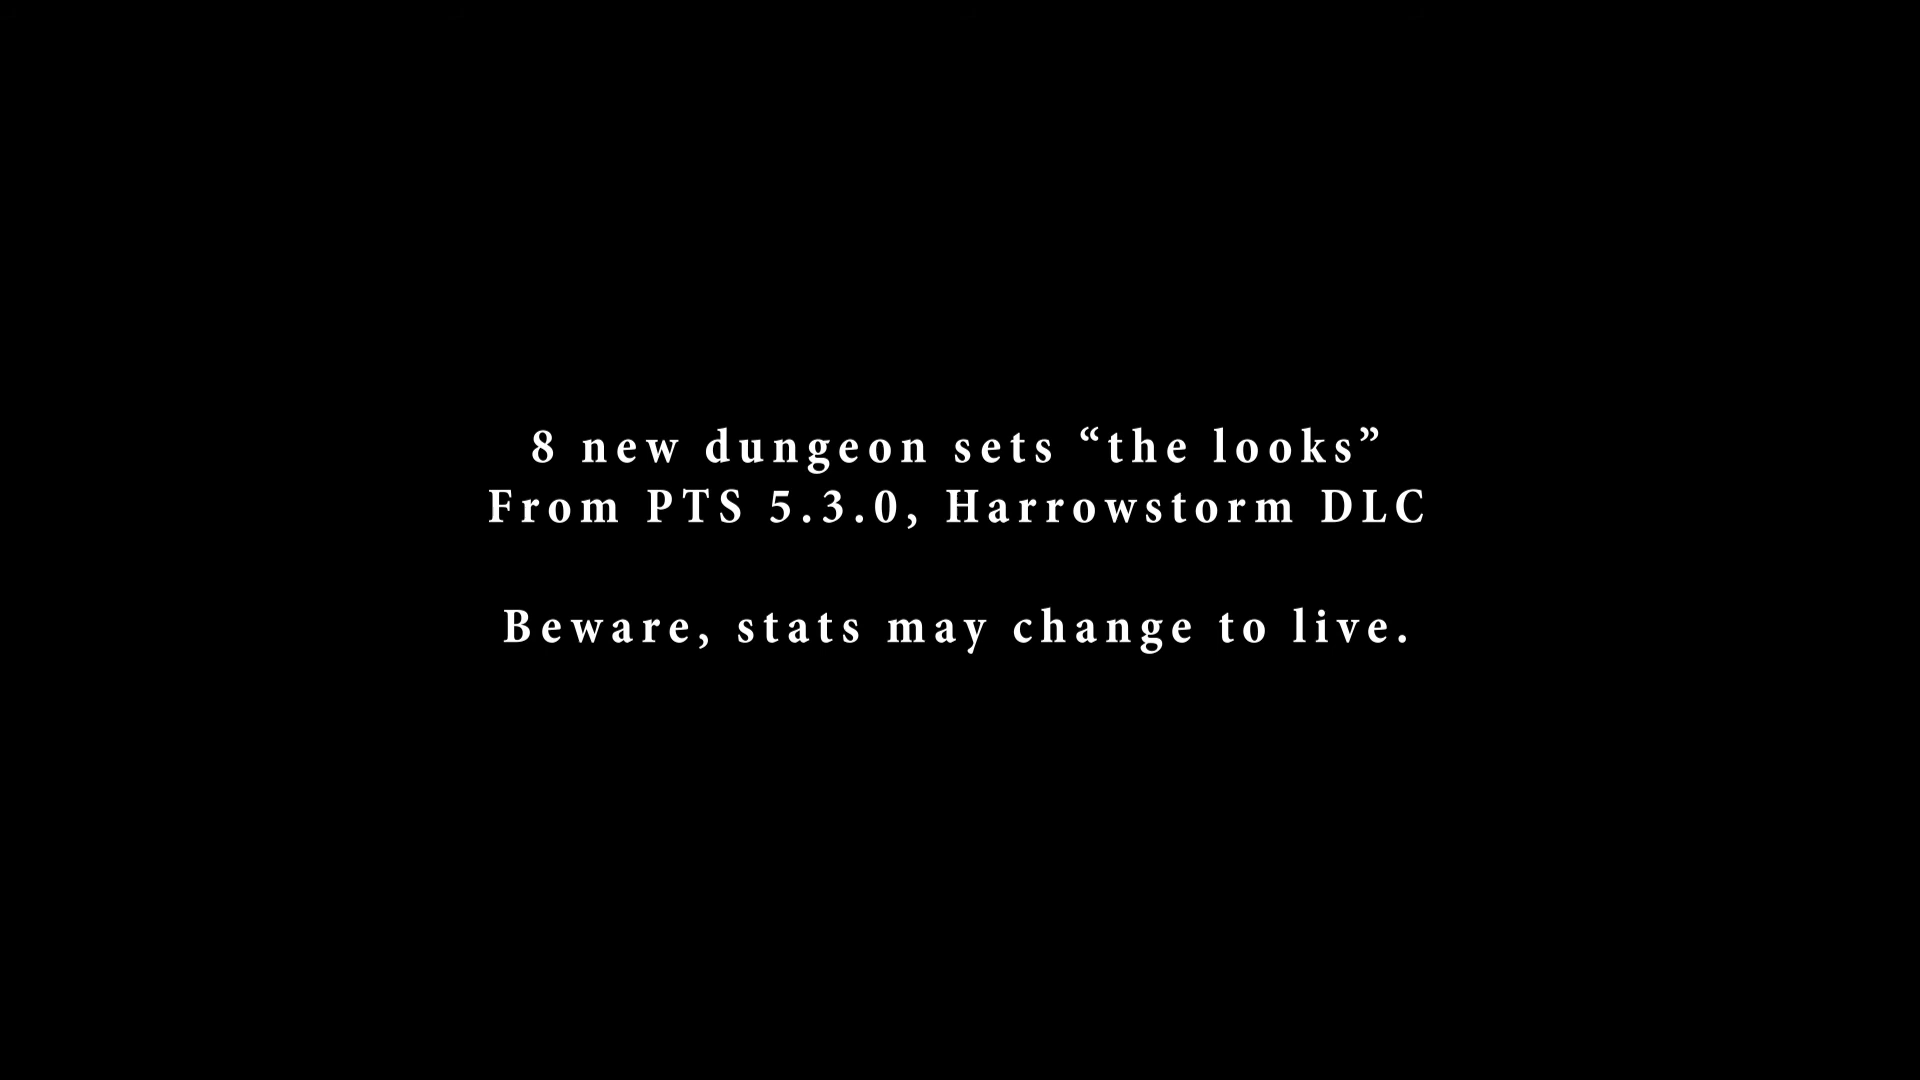 8 new dungeon sets “the looks”
From PTS 5.3.0, Harrowstorm DLC
Beware, stats may change to live.